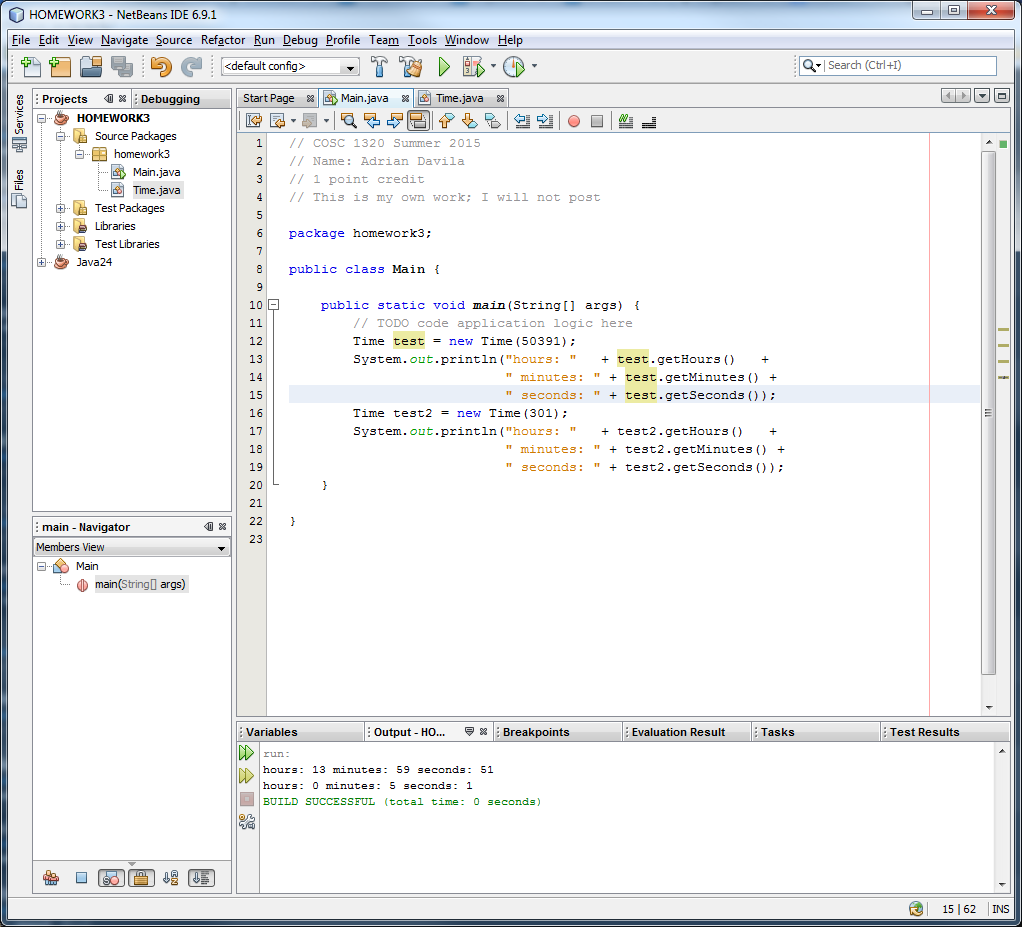 HOMEWORK3 - NetBeans IDE 6.9.1
File Edit View Navigate Source Refactor Run Debug Profile Team Tools Window Help
<default config>
Search (Ctrl+I)
Services
Files
Projects
Debugging
HOMEWORK3
Source Packages
homework3
Main.java
Time.java
Test Packages
Libraries
Test Libraries
Java24
main - Navigator
Members View
Main
main(String[] args)
Start Page Main.java Time.java
1 // COSC 1320 Summer 2015
2 // Name: Adrian Davila
3 // 1 point credit
4 // This is my own work; I will not post
5
6 package homework3;
7
8 public class Main {
9
10 public static void main(String[] args) {
11 // TODO code application logic here
12 Time test = new Time(50391);
13 System.out.println("hours: " + test.getHours() +
14 " minutes: " + test.getMinutes() +
15 " seconds: " + test.getSeconds());
16 Time test2 = new Time(301);
17 System.out.println("hours: " + test2.getHours() +
18 " minutes: " + test2.getMinutes() +
19 " seconds: " + test2.getSeconds());
20 }
21
22 }
23
Variables Output - HO... Breakpoints Evaluation Result Tasks Test Results
run:
hours: 13 minutes: 59 seconds: 51
hours: 0 minutes: 5 seconds: 1
BUILD SUCCESSFUL (total time: 0 seconds)
15 | 62 INS